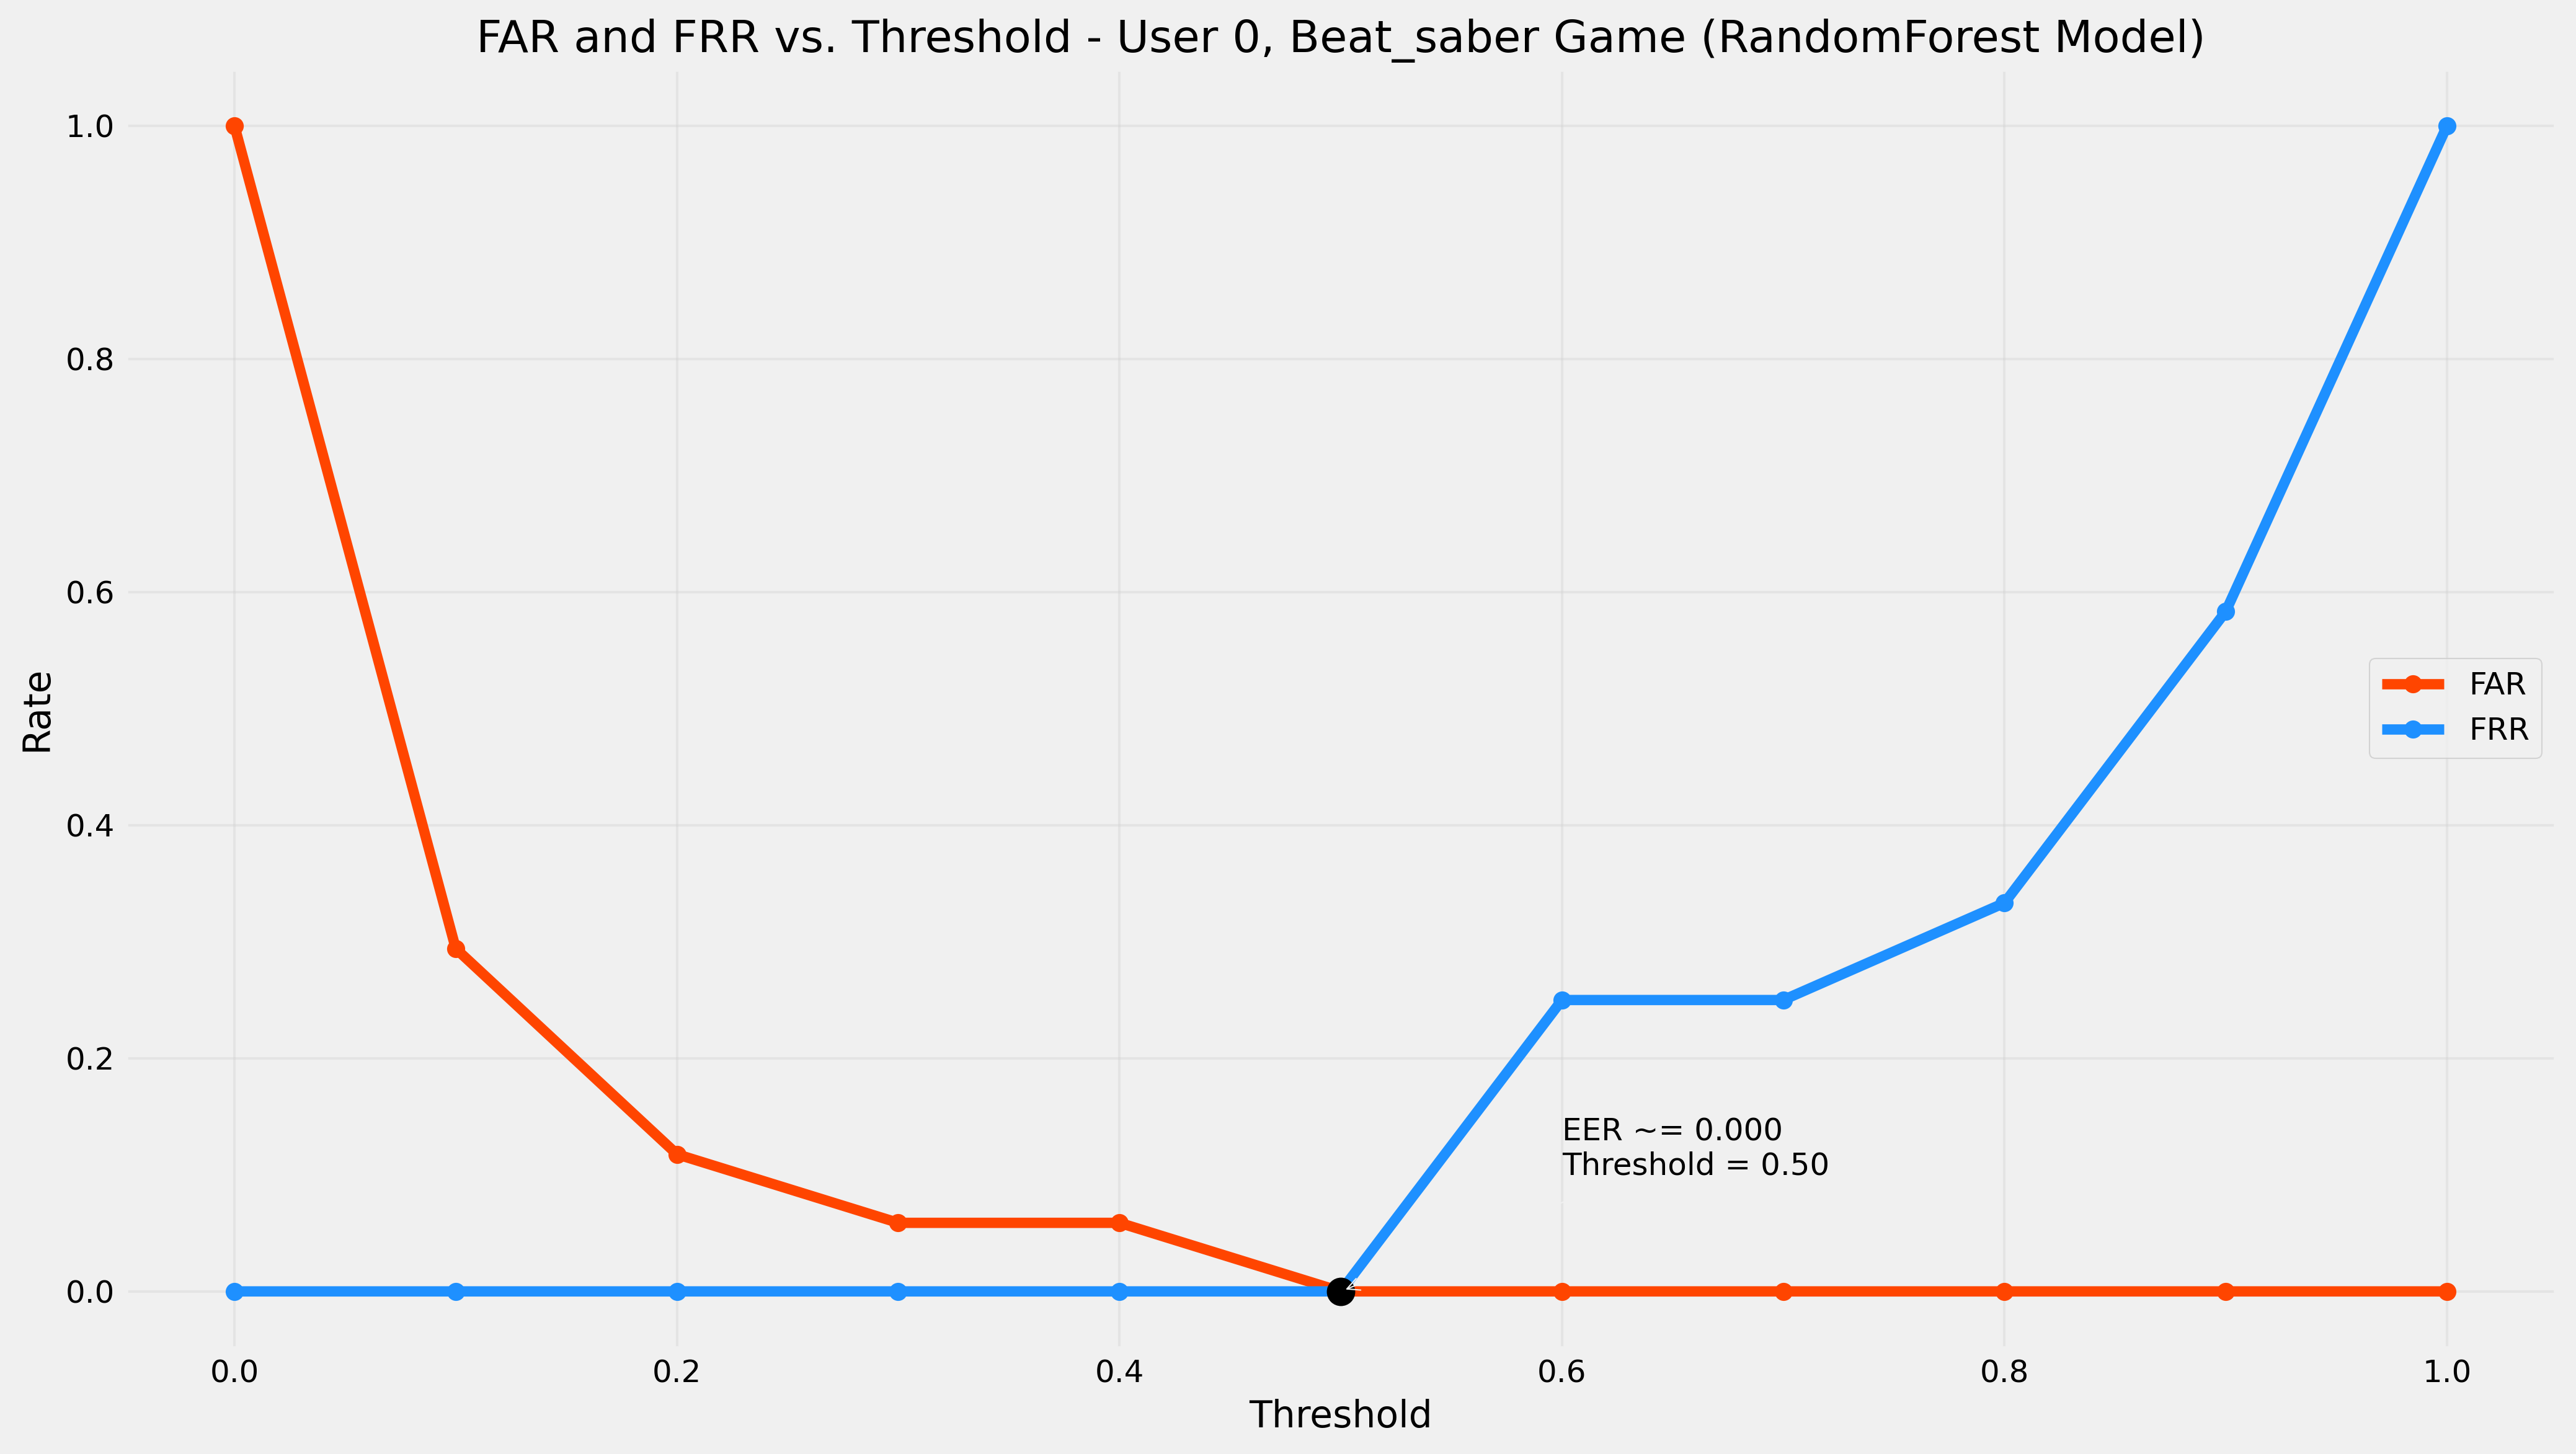 FAR and FRR vs. Threshold - User 0, Beat_saber Game (RandomForest Model)
1.0
0.8
0.6
0.4
0.2
0.0
Rate
FAR
FRR
EER ~= 0.000
Threshold = 0.50
0.0
0.2
0.4
0.6
0.8
1.0
Threshold